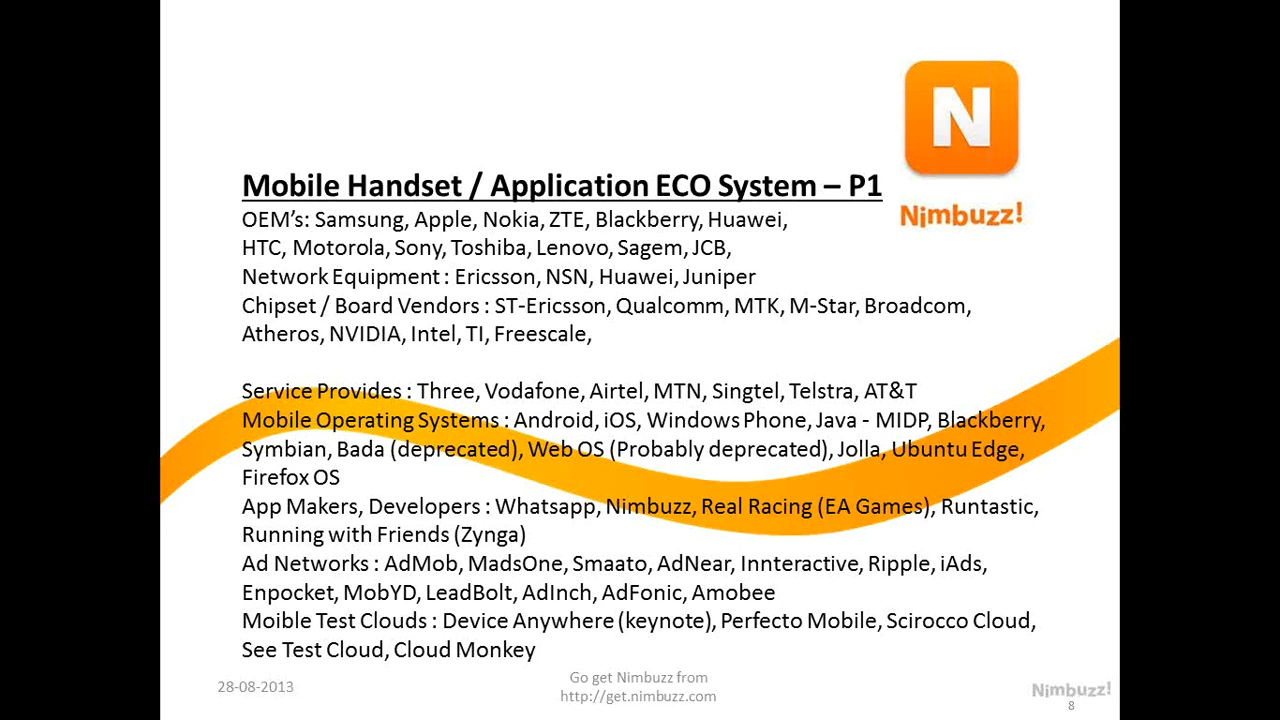 N
Nimbuzz!
Mobile Handset / Application ECO System – P1
OEM’s: Samsung, Apple, Nokia, ZTE, Blackberry, Huawei,
HTC, Motorola, Sony, Toshiba, Lenovo, Sagem, JCB,
Network Equipment : Ericsson, NSN, Huawei, Juniper
Chipset / Board Vendors : ST-Ericsson, Qualcomm, MTK, M-Star, Broadcom,
Atheros, NVIDIA, Intel, TI, Freescale,
Service Provides : Three, Vodafone, Airtel, MTN, Singtel, Telstra, AT&T
Mobile Operating Systems : Android, iOS, Windows Phone, Java - MIDP, Blackberry,
Symbian, Bada (deprecated), Web OS (Probably deprecated), Jolla, Ubuntu Edge,
Firefox OS
App Makers, Developers : Whatsapp, Nimbuzz, Real Racing (EA Games), Runtastic,
Running with Friends (Zynga)
Ad Networks : AdMob, MadsOne, Smaato, AdNear, Innteractive, Ripple, iAds,
Enpocket, MobYD, LeadBolt, AdInch, AdFonic, Amobee
Moible Test Clouds : Device Anywhere (keynote), Perfecto Mobile, Scirocco Cloud,
See Test Cloud, Cloud Monkey
28-08-2013
Go get Nimbuzz from
http://get.nimbuzz.com
Nimbuzz!
8